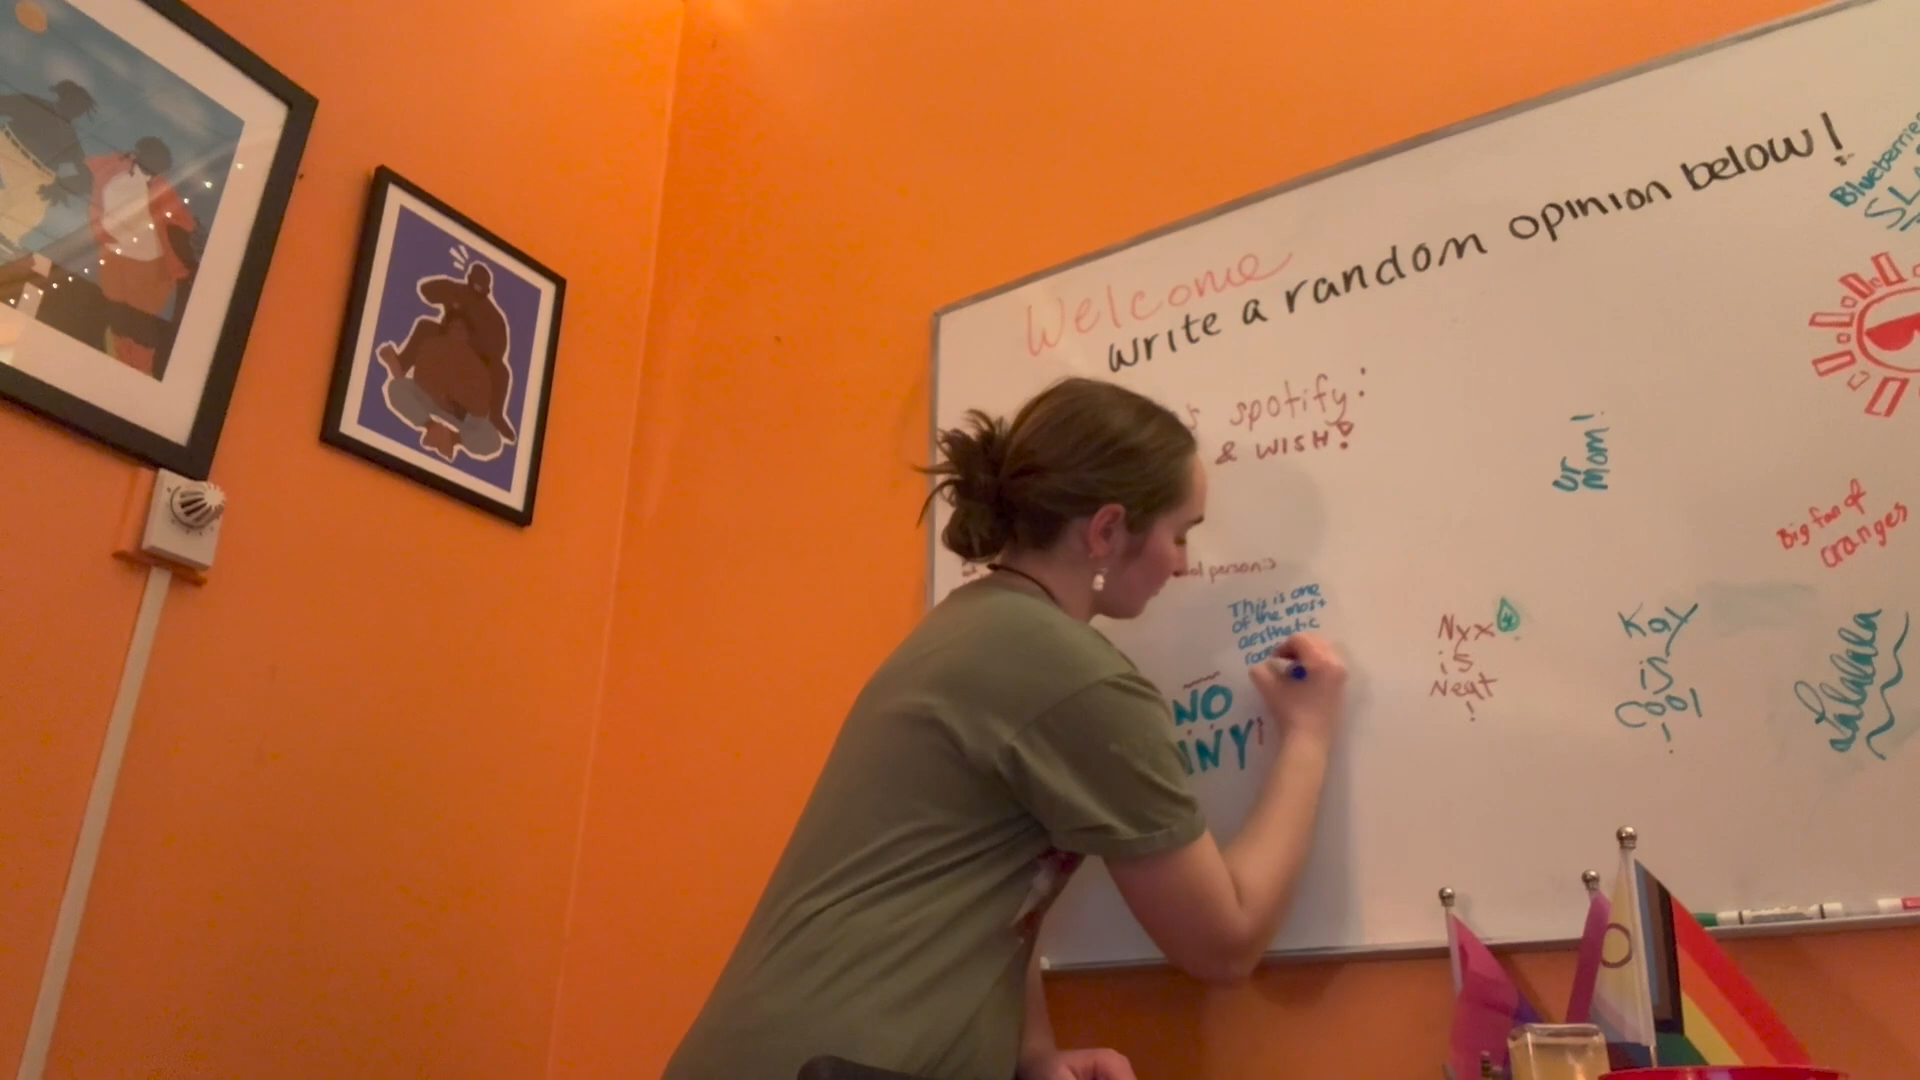 Welcome
write a random opinion below!
spotify:
& WISH?
person:)
This is one
of the most
aesthetic
NO
Nyx
is
Neat
!
Kay
is
Cool
!
ur
mom!
Blueberries
Big fan of
oranges
Lalalala